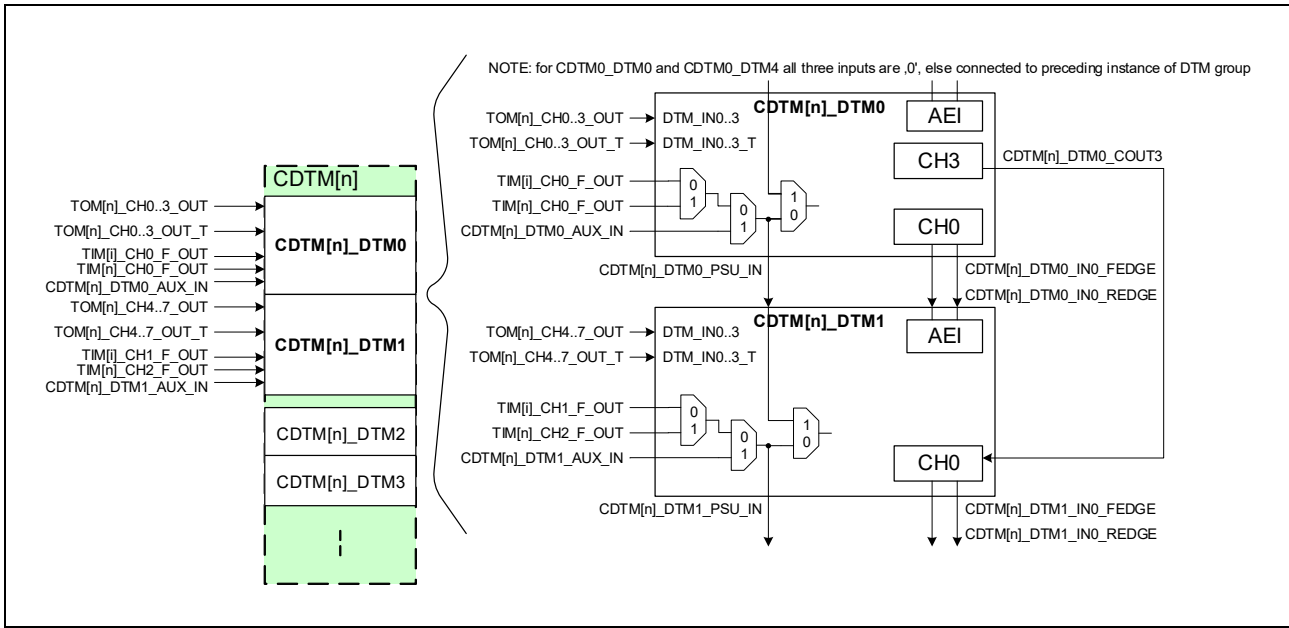 NOTE: for CDTM0_DTM0 and CDTM0_DTM4 all three inputs are ‚0', else connected to preceding instance of DTM group
CDTM[n]
TOM[n]_CH0..3_OUT
TOM[n]_CH0..3_OUT_T
TIM[i]_CH0_F_OUT
TIM[n]_CH0_F_OUT
CDTM[n]_DTM0_AUX_IN
CDTM[n]_DTM0
TOM[n]_CH4..7_OUT
TOM[n]_CH4..7_OUT_T
TIM[i]_CH1_F_OUT
TIM[n]_CH2_F_OUT
CDTM[n]_DTM1_AUX_IN
CDTM[n]_DTM1
CDTM[n]_DTM2
CDTM[n]_DTM3
CDTM[n]_DTM0
TOM[n]_CH0..3_OUT
DTM_IN0..3
TOM[n]_CH0..3_OUT_T
DTM_IN0..3_T
TIM[i]_CH0_F_OUT
TIM[n]_CH0_F_OUT
CDTM[n]_DTM0_AUX_IN
0
1
0
1
1
0
AEI
CH3
CH0
CDTM[n]_DTM0_COUT3
CDTM[n]_DTM0_PSU_IN
CDTM[n]_DTM0_IN0_FEDGE
CDTM[n]_DTM0_IN0_REDGE
CDTM[n]_DTM1
TOM[n]_CH4..7_OUT
DTM_IN0..3
TOM[n]_CH4..7_OUT_T
DTM_IN0..3_T
TIM[i]_CH1_F_OUT
TIM[n]_CH2_F_OUT
CDTM[n]_DTM1_AUX_IN
0
1
0
1
1
0
AEI
CH0
CDTM[n]_DTM1_PSU_IN
CDTM[n]_DTM1_IN0_FEDGE
CDTM[n]_DTM1_IN0_REDGE